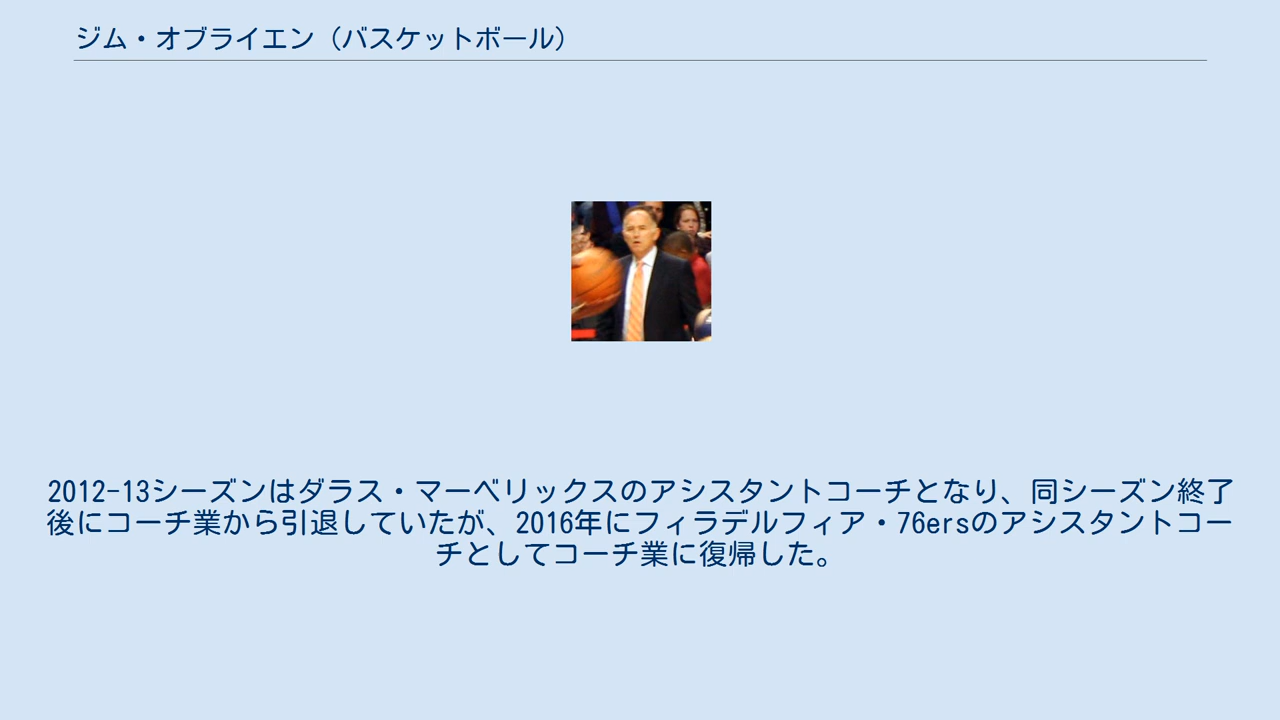 ジム・オブライエン（バスケットボール）
2012-13シーズンはダラス・マーベリックスのアシスタントコーチとなり、同シーズン終了
後にコーチ業から引退していたが、2016年にフィラデルフィア・76ersのアシスタントコー
チとしてコーチ業に復帰した。